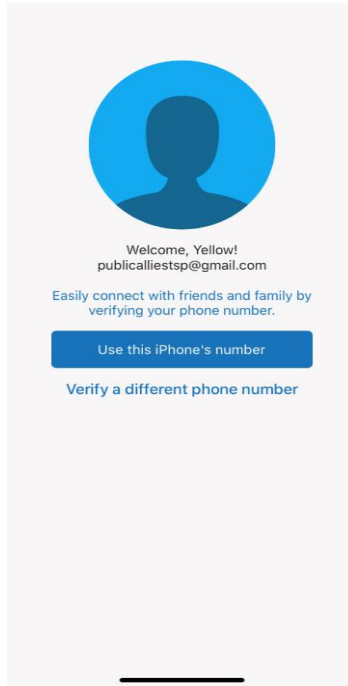 Welcome, Yellow!
publicalliestsp@gmail.com
Easily connect with friends and family by
verifying your phone number.
Use this iPhone's number
Verify a different phone number